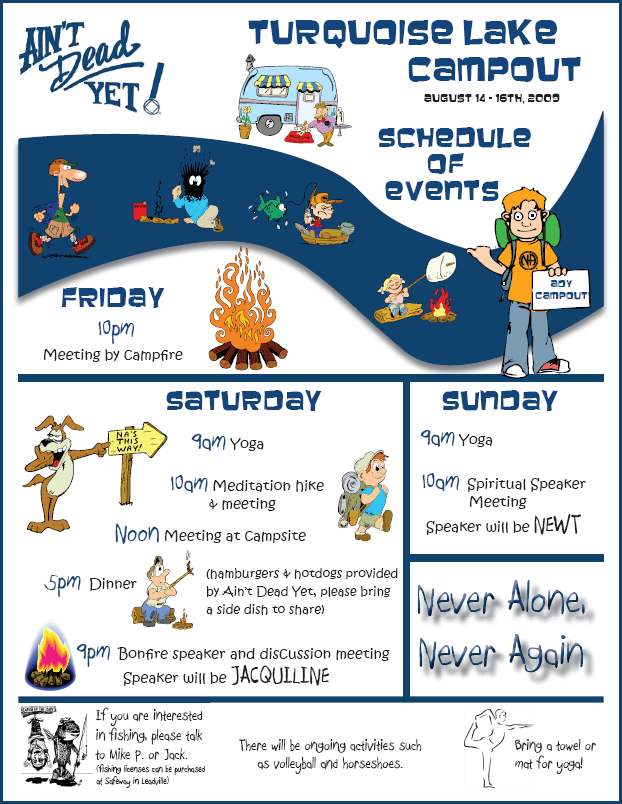 AIN'T
Dead
YET!
Turquoise Lake
Campout
August 14 - 16th, 2009
Schedule
of
Events
NA
ADY
Campout
Friday
10pm
Meeting by Campfire
Saturday
NA'S
THIS
WAY!
9am Yoga
10am Meditation hike
& meeting
Noon Meeting at Campsite
5pm Dinner
(hamburgers & hotdogs provided
by Ain't Dead Yet, please bring
a side dish to share)
9pm Bonfire speaker and discussion meeting
Speaker will be JACQUILINE
Sunday
9am Yoga
10am Spiritual Speaker
Meeting
Speaker will be NEWT
Never Alone,
Never Again
If you are interested
in fishing, please talk
to Mike P. or Jack.
(fishing licenses can be purchased
at Safeway in Leadville)
There will be ongoing activities such
as volleyball and horseshoes.
Bring a towel or
mat for yoga!